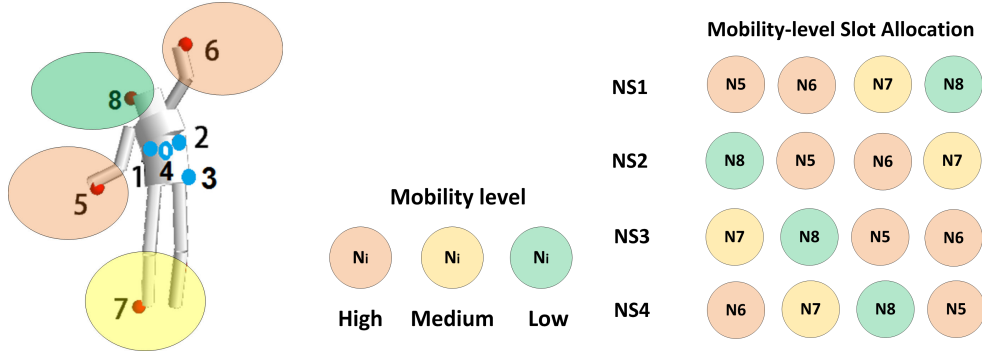 6
8
2
1
4
3
5
7
Mobility level
Ni Ni Ni
High Medium Low
Mobility-level Slot Allocation
NS1 N5 N6 N7 N8
NS2 N8 N5 N6 N7
NS3 N7 N8 N5 N6
NS4 N6 N7 N8 N5